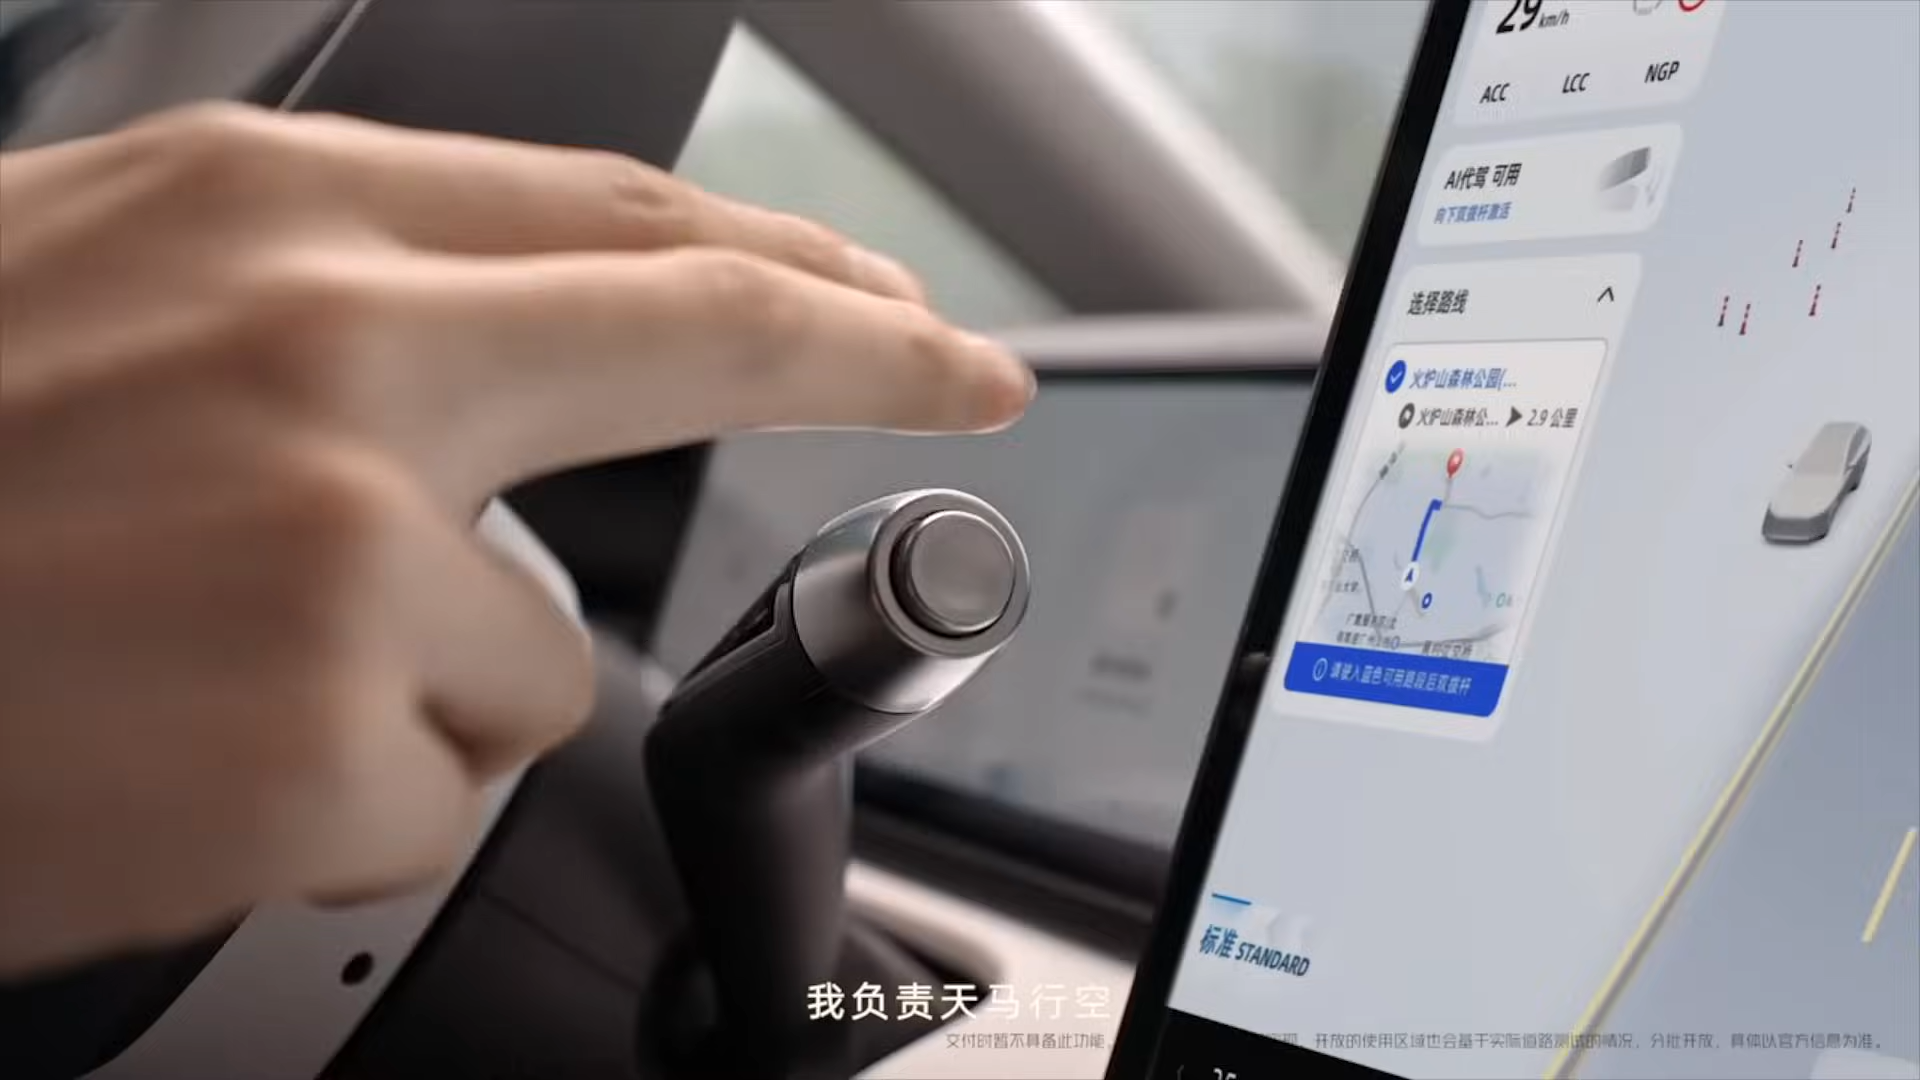 29 km/h
ACC LCC NGP
AI代驾 可用
向下双拨杆激活
选择路线
火炉山森林公园(...
火炉山森林公... 2.9 公里
请驶入蓝色可用路段后双拨杆
标准 STANDARD
我负责天马行空
交付时暂不具备此功能,
开放的使用区域也会基于实际道路测试的情况,分批开放,具体以官方信息为准。